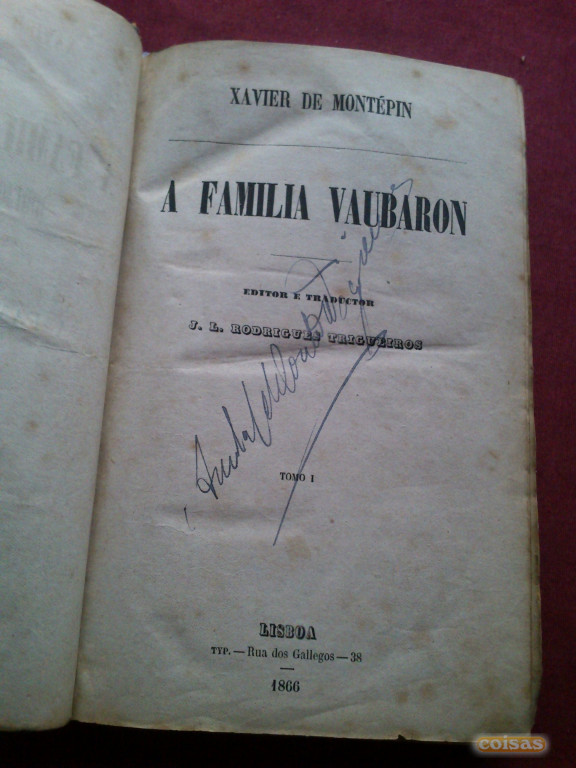 XAVIER DE MONTÉPIN
A FAMILIA VAUBARON
EDITOR E TRADUCTOR
J. L. RODRIGUES TRIGUEIROS
TOMO I
LISBOA
TYP. — Rua dos Gallegos — 38
1866
coisas